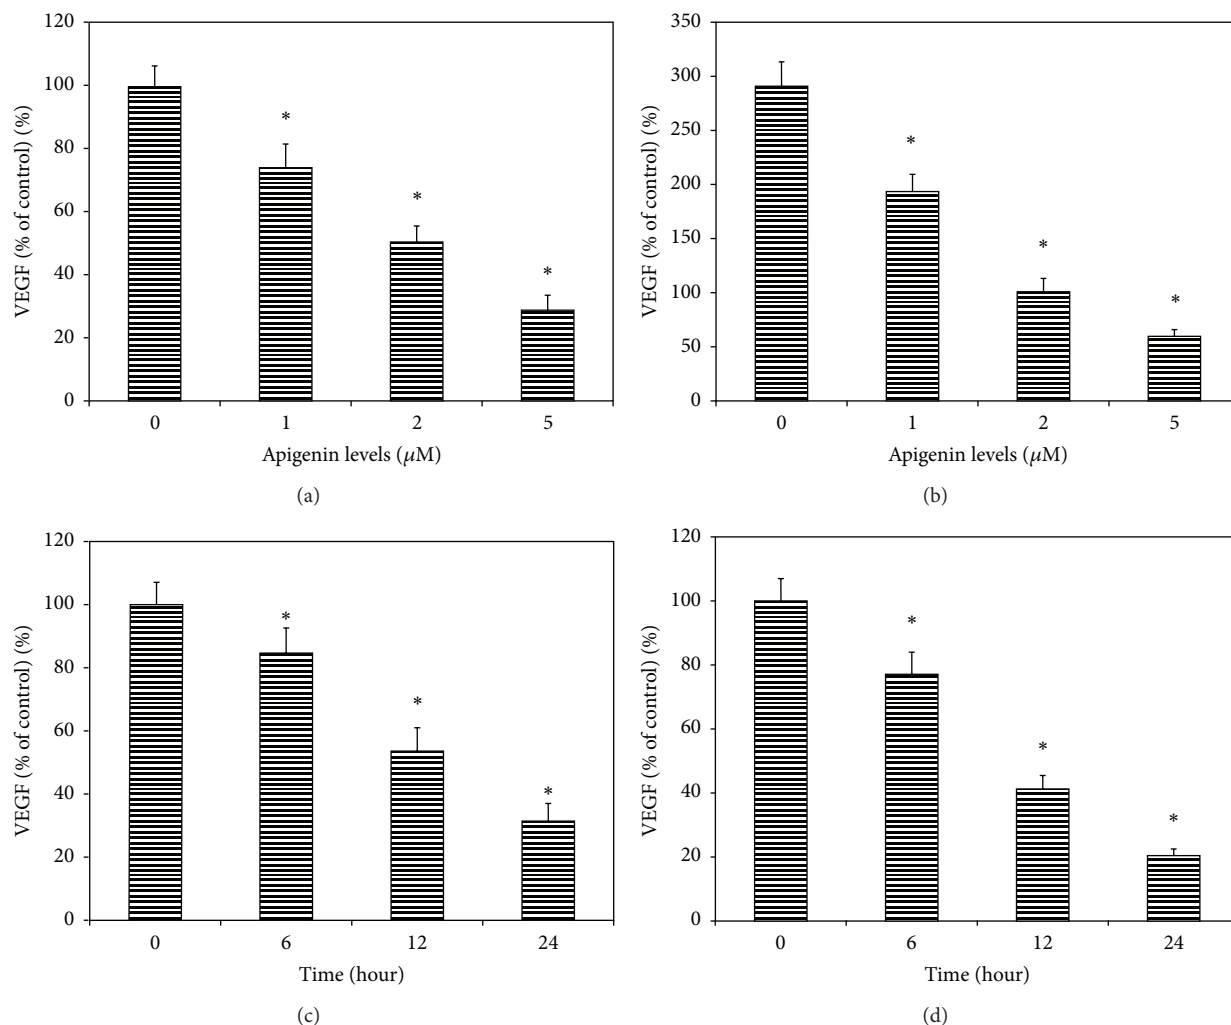 120
100
80
60
40
20
0
VEGF (% of control) (%)
*
*
*
0 1 2 5
Apigenin levels (μM)
(a)
350
300
250
200
150
100
50
0
VEGF (% of control) (%)
*
*
*
0 1 2 5
Apigenin levels (μM)
(b)
120
100
80
60
40
20
0
VEGF (% of control) (%)
*
*
*
0 6 12 24
Time (hour)
(c)
120
100
80
60
40
20
0
VEGF (% of control) (%)
*
*
*
0 6 12 24
Time (hour)
(d)